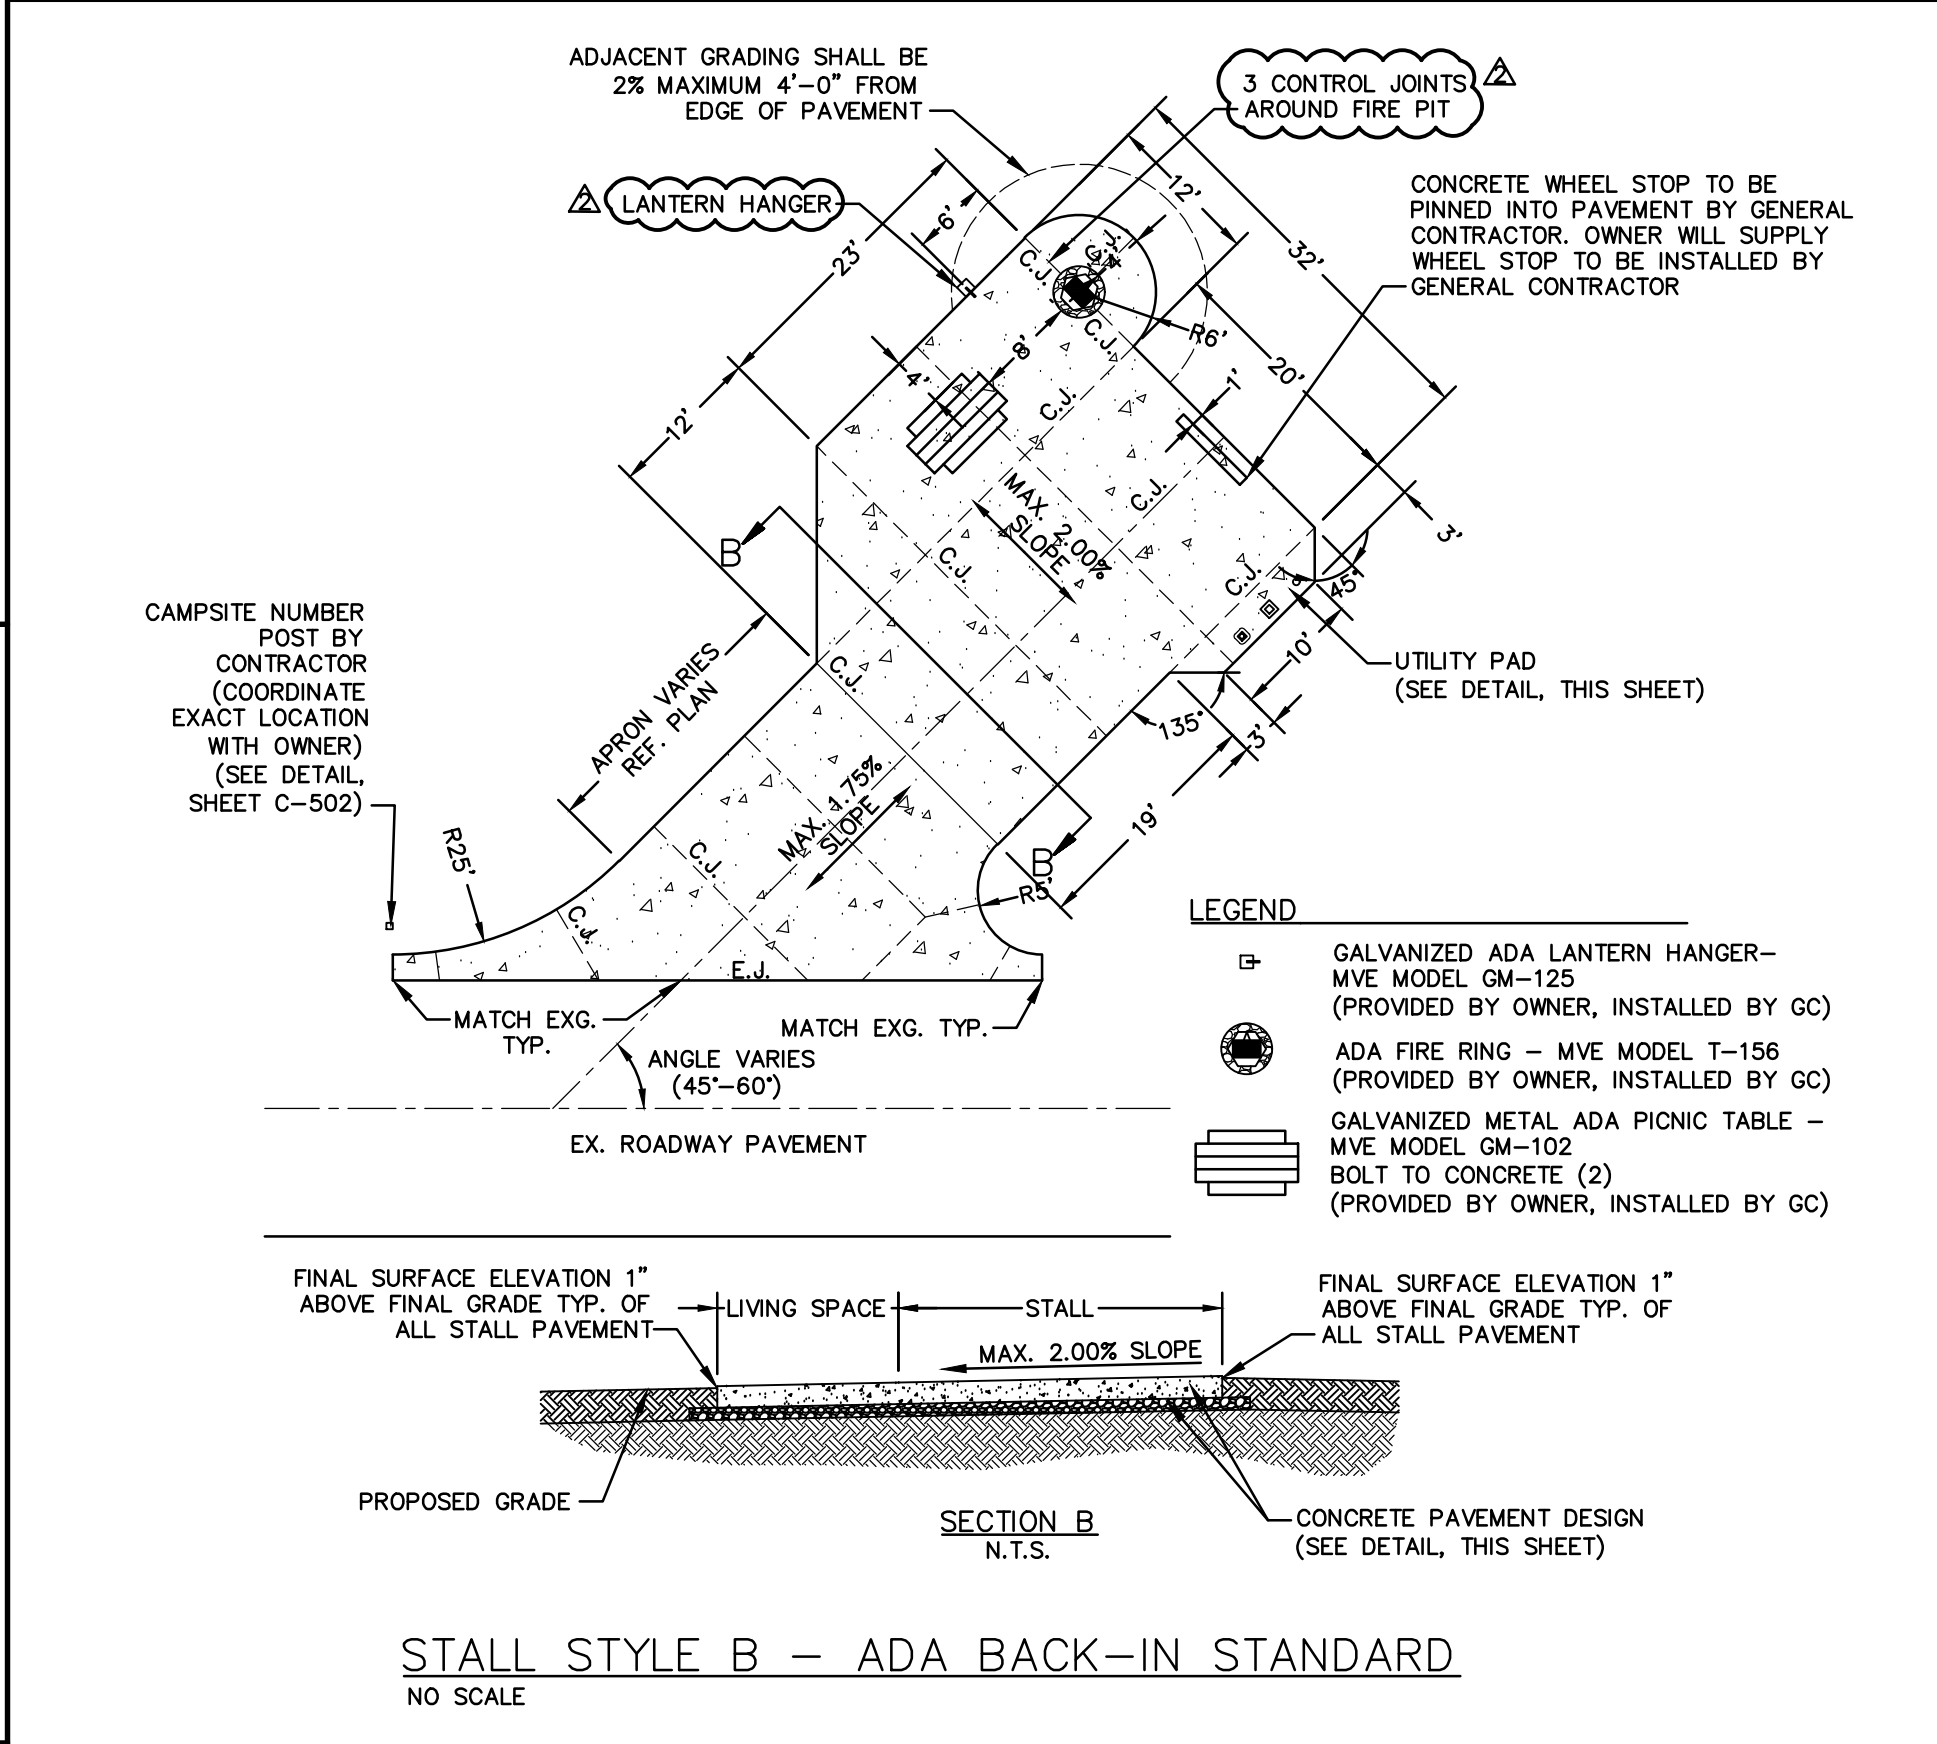 ADJACENT GRADING SHALL BE
2% MAXIMUM 4'-0" FROM
EDGE OF PAVEMENT
3 CONTROL JOINTS
AROUND FIRE PIT
2
2
LANTERN HANGER
CONCRETE WHEEL STOP TO BE
PINNED INTO PAVEMENT BY GENERAL
CONTRACTOR. OWNER WILL SUPPLY
WHEEL STOP TO BE INSTALLED BY
GENERAL CONTRACTOR
12'
32'
6'
23'
C.J.
C.J.
4'
C.J.
R6'
8'
20'
1'
4'
12'
C.J.
C.J.
3'
MAX. 2.00%
SLOPE
B
C.J.
C.J.
45°
10'
CAMPSITE NUMBER
POST BY
CONTRACTOR
(COORDINATE
EXACT LOCATION
WITH OWNER)
(SEE DETAIL,
SHEET C-502)
UTILITY PAD
(SEE DETAIL, THIS SHEET)
APRON VARIES
REF. PLAN
C.J.
135°
3'
MAX. 1.75%
SLOPE
19'
R25'
C.J.
B
R5'
C.J.
E.J.
MATCH EXG.
TYP.
MATCH EXG. TYP.
ANGLE VARIES
(45°-60°)
EX. ROADWAY PAVEMENT
LEGEND
GALVANIZED ADA LANTERN HANGER-
MVE MODEL GM-125
(PROVIDED BY OWNER, INSTALLED BY GC)
ADA FIRE RING - MVE MODEL T-156
(PROVIDED BY OWNER, INSTALLED BY GC)
GALVANIZED METAL ADA PICNIC TABLE -
MVE MODEL GM-102
BOLT TO CONCRETE (2)
(PROVIDED BY OWNER, INSTALLED BY GC)
FINAL SURFACE ELEVATION 1"
ABOVE FINAL GRADE TYP. OF
ALL STALL PAVEMENT
LIVING SPACE
STALL
MAX. 2.00% SLOPE
FINAL SURFACE ELEVATION 1"
ABOVE FINAL GRADE TYP. OF
ALL STALL PAVEMENT
PROPOSED GRADE
CONCRETE PAVEMENT DESIGN
(SEE DETAIL, THIS SHEET)
SECTION B
N.T.S.
STALL STYLE B - ADA BACK-IN STANDARD
NO SCALE